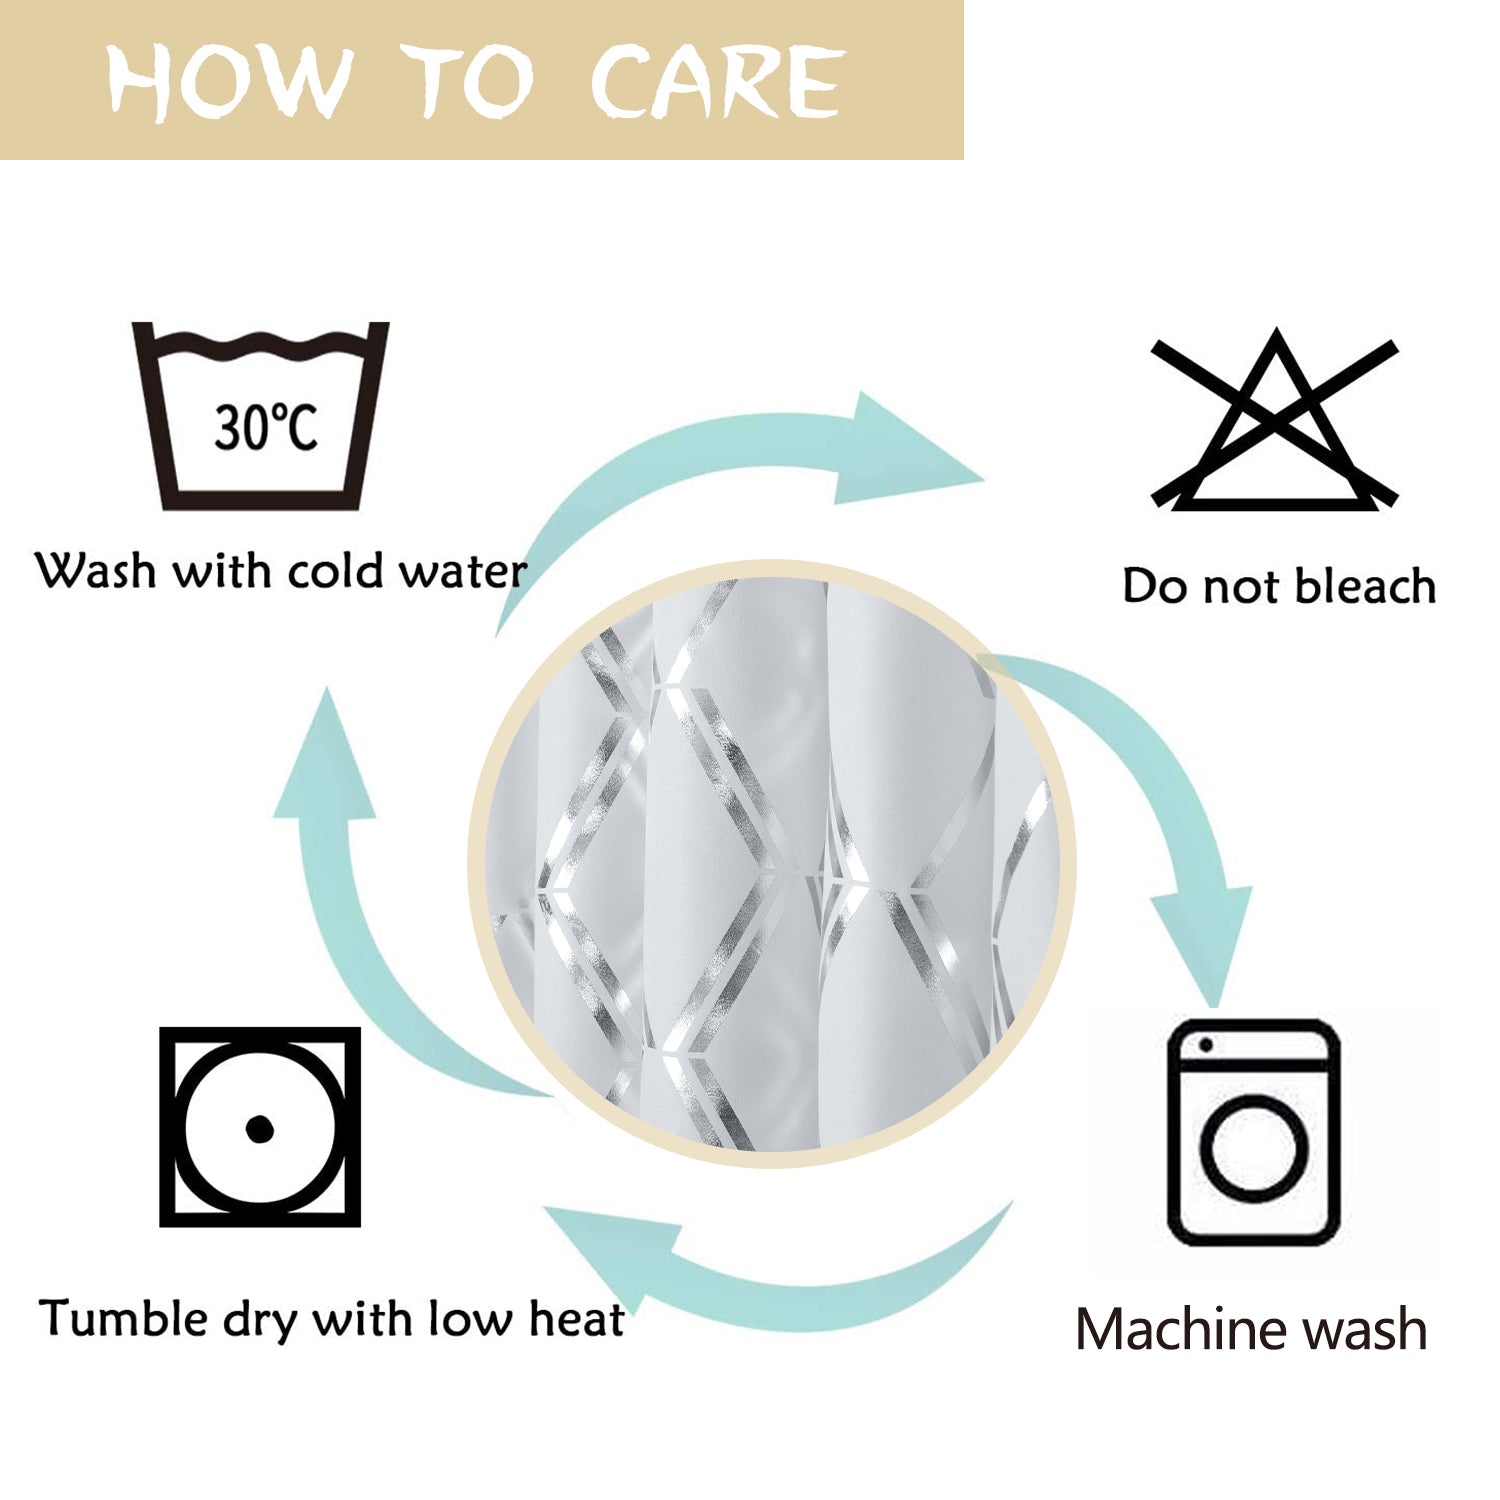 HOW TO CARE
30°C
Wash with cold water
Do not bleach
Tumble dry with low heat
Machine wash